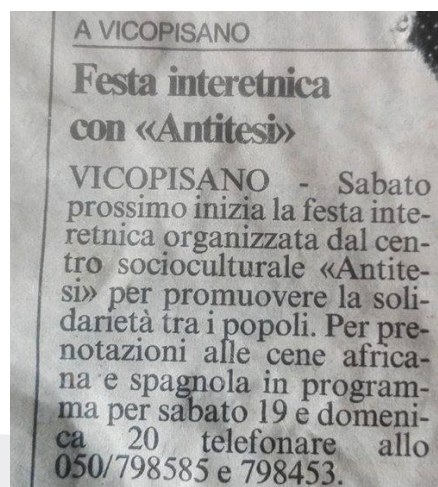 A VICOPISANO
Festa interetnica
con «Antitesi»
VICOPISANO - Sabato
prossimo inizia la festa inte-
retnica organizzata dal cen-
tro socioculturale «Antite-
si» per promuovere la soli-
darietà tra i popoli. Per pre-
notazioni alle cene africa-
na e spagnola in program-
ma per sabato 19 e domeni-
ca 20 telefonare allo
050/798585 e 798453.